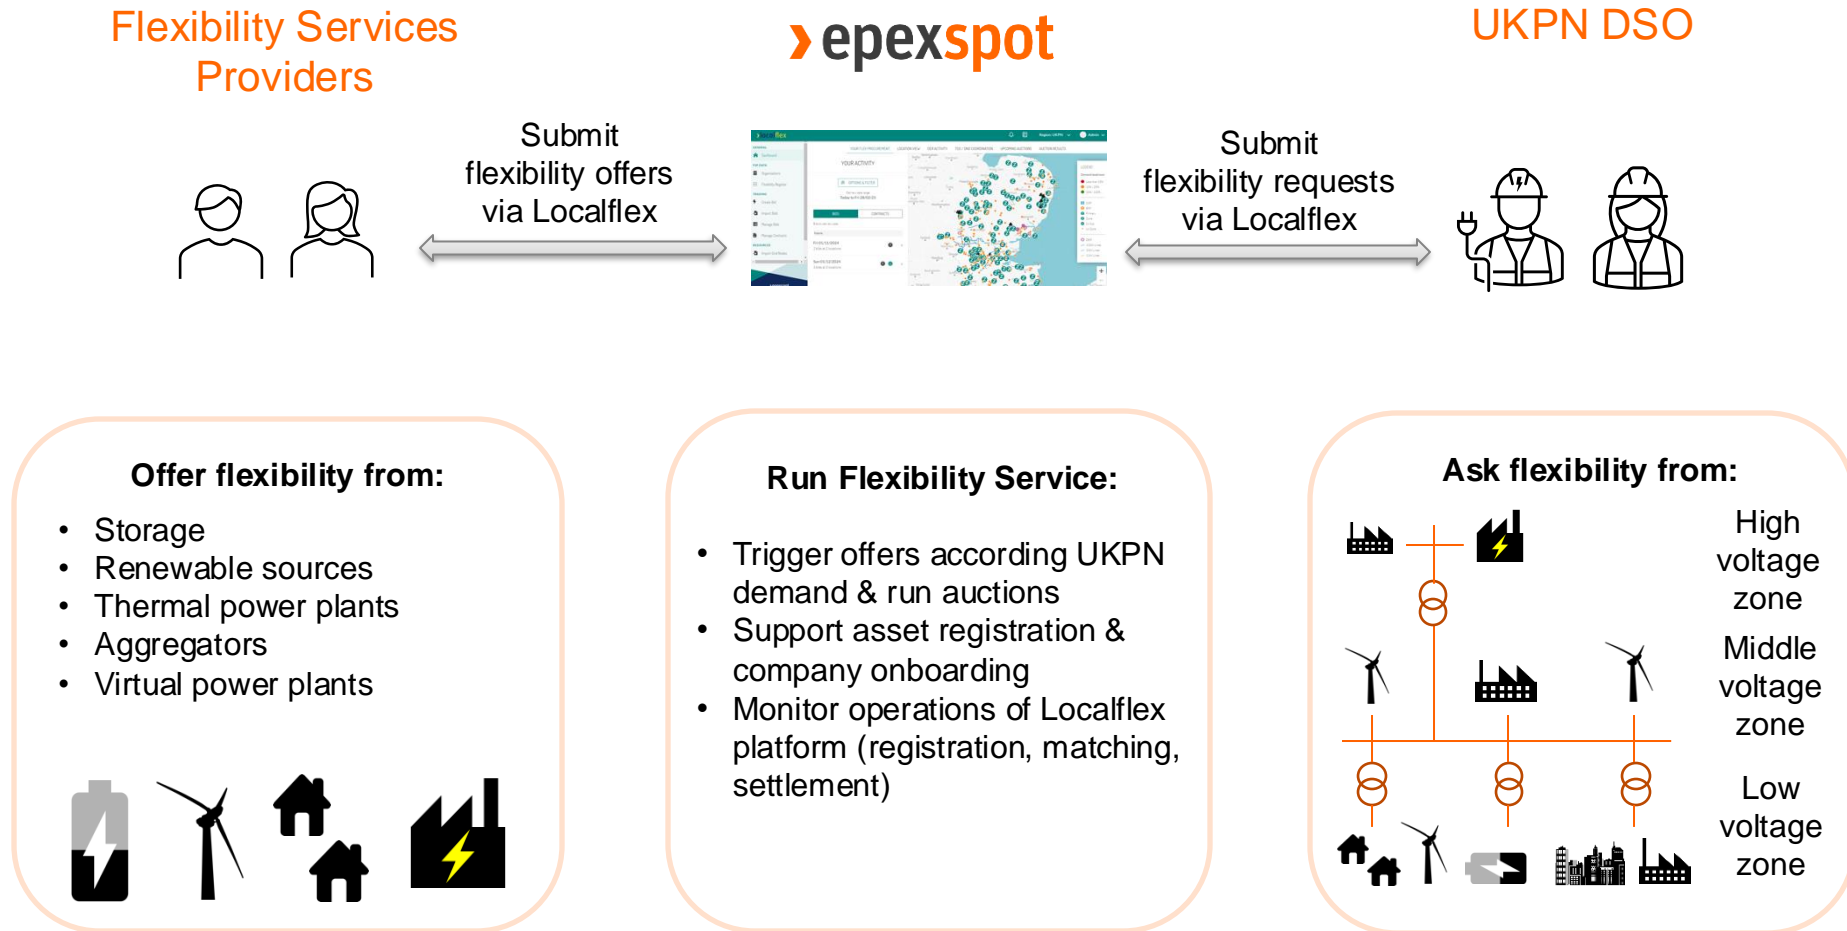 Flexibility Services
Providers
epexspot
UKPN DSO
Submit
flexibility offers
via Localflex
Submit
flexibility requests
via Localflex
YOUR ACTIVITY
Offer flexibility from:
• Storage
• Renewable sources
• Thermal power plants
• Aggregators
• Virtual power plants
Run Flexibility Service:
• Trigger offers according UKPN
demand & run auctions
• Support asset registration &
company onboarding
• Monitor operations of Localflex
platform (registration, matching,
settlement)
Ask flexibility from:
High
voltage
zone
Middle
voltage
zone
Low
voltage
zone